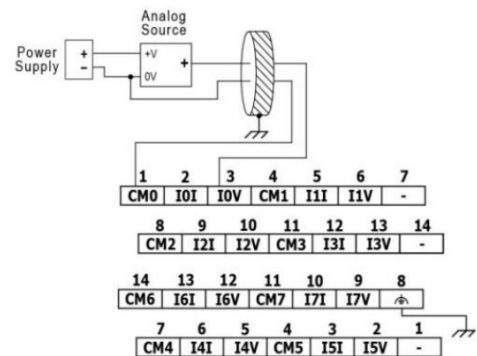 Analog
Source
Power
Supply
+
−
+V
0V
+
1 2 3 4 5 6 7
CM0 I0I I0V CM1 I1I I1V -
8 9 10 11 12 13 14
CM2 I2I I2V CM3 I3I I3V -
14 13 12 11 10 9 8
CM6 I6I I6V CM7 I7I I7V
7 6 5 4 3 2 1
CM4 I4I I4V CM5 I5I I5V -